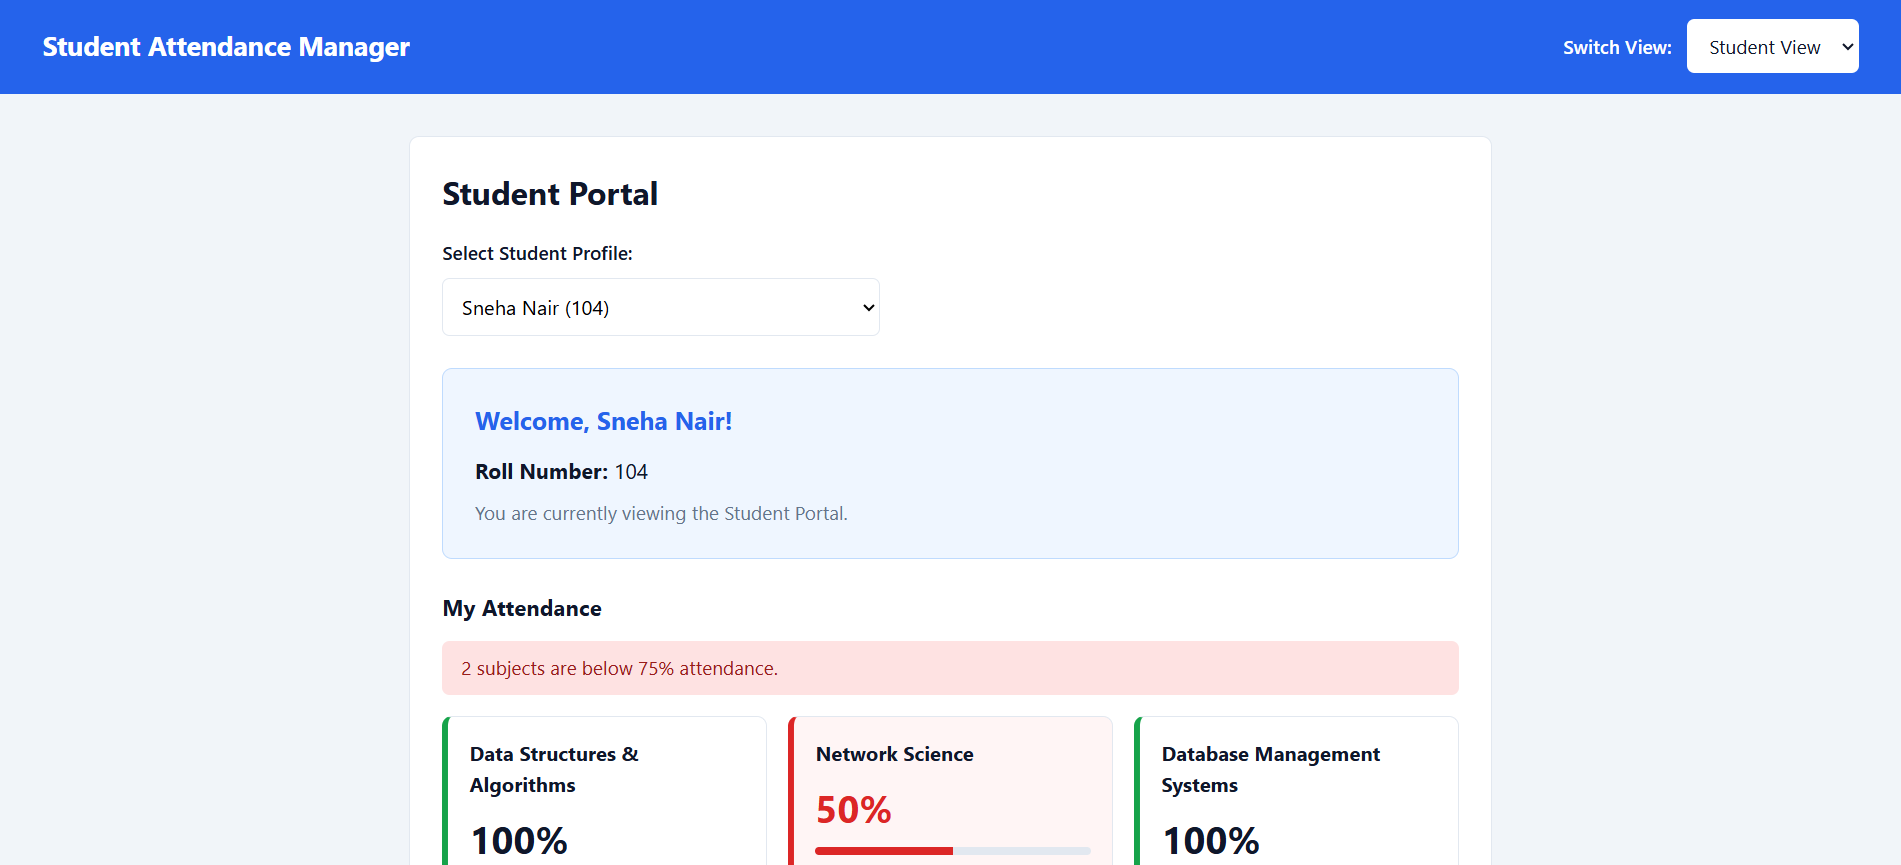 Student Attendance Manager
Switch View:
Student View
Student Portal
Select Student Profile:
Sneha Nair (104)
Welcome, Sneha Nair!
Roll Number: 104
You are currently viewing the Student Portal.
My Attendance
2 subjects are below 75% attendance.
Data Structures &
Algorithms
100%
Network Science
50%
Database Management
Systems
100%